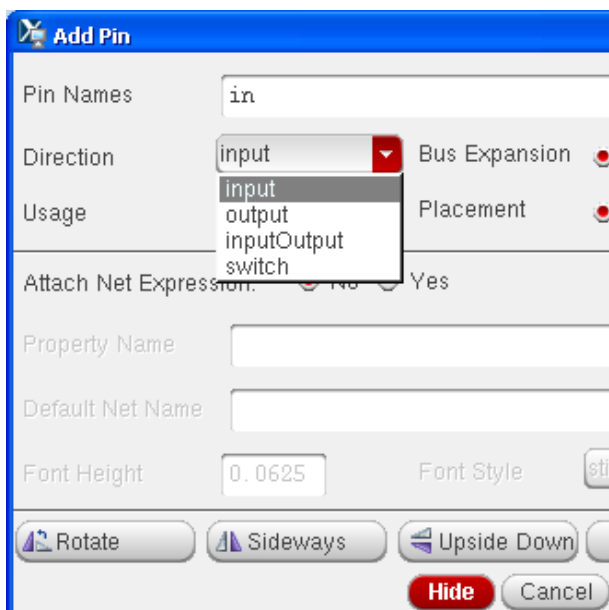 Add Pin
Pin Names in
Direction input Bus Expansion
input
Usage output Placement
inputOutput
switch
Attach Net Expression: No Yes
Property Name
Default Net Name
Font Height 0.0625 Font Style sti
Rotate Sideways Upside Down
Hide Cancel